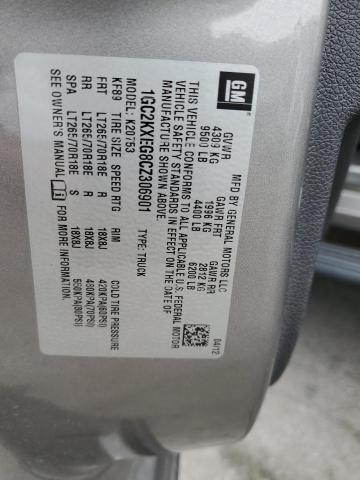 GM
MFD BY GENERAL MOTORS LLC
04/12
GVWR GAWR FRT GAWR RR
4309 KG 1996 KG 2812 KG
9500 LB 4400 LB 6200 LB
THIS VEHICLE CONFORMS TO ALL APPLICABLE U.S. FEDERAL MOTOR
VEHICLE SAFETY STANDARDS IN EFFECT ON THE DATE OF
MANUFACTURE SHOWN ABOVE.
1GC2KXEG8CZ306901 TYPE: TRUCK
MODEL: K20753
KF89 TIRE SIZE SPEED RTG RIM COLD TIRE PRESSURE
FRT LT265/70R18E R 18X8J 420KPA(60PSI)
RR LT265/70R18E R 18X8J 480KPA(70PSI)
SPA LT265/70R18E S 18X8J 550KPA(80PSI)
SEE OWNER'S MANUAL